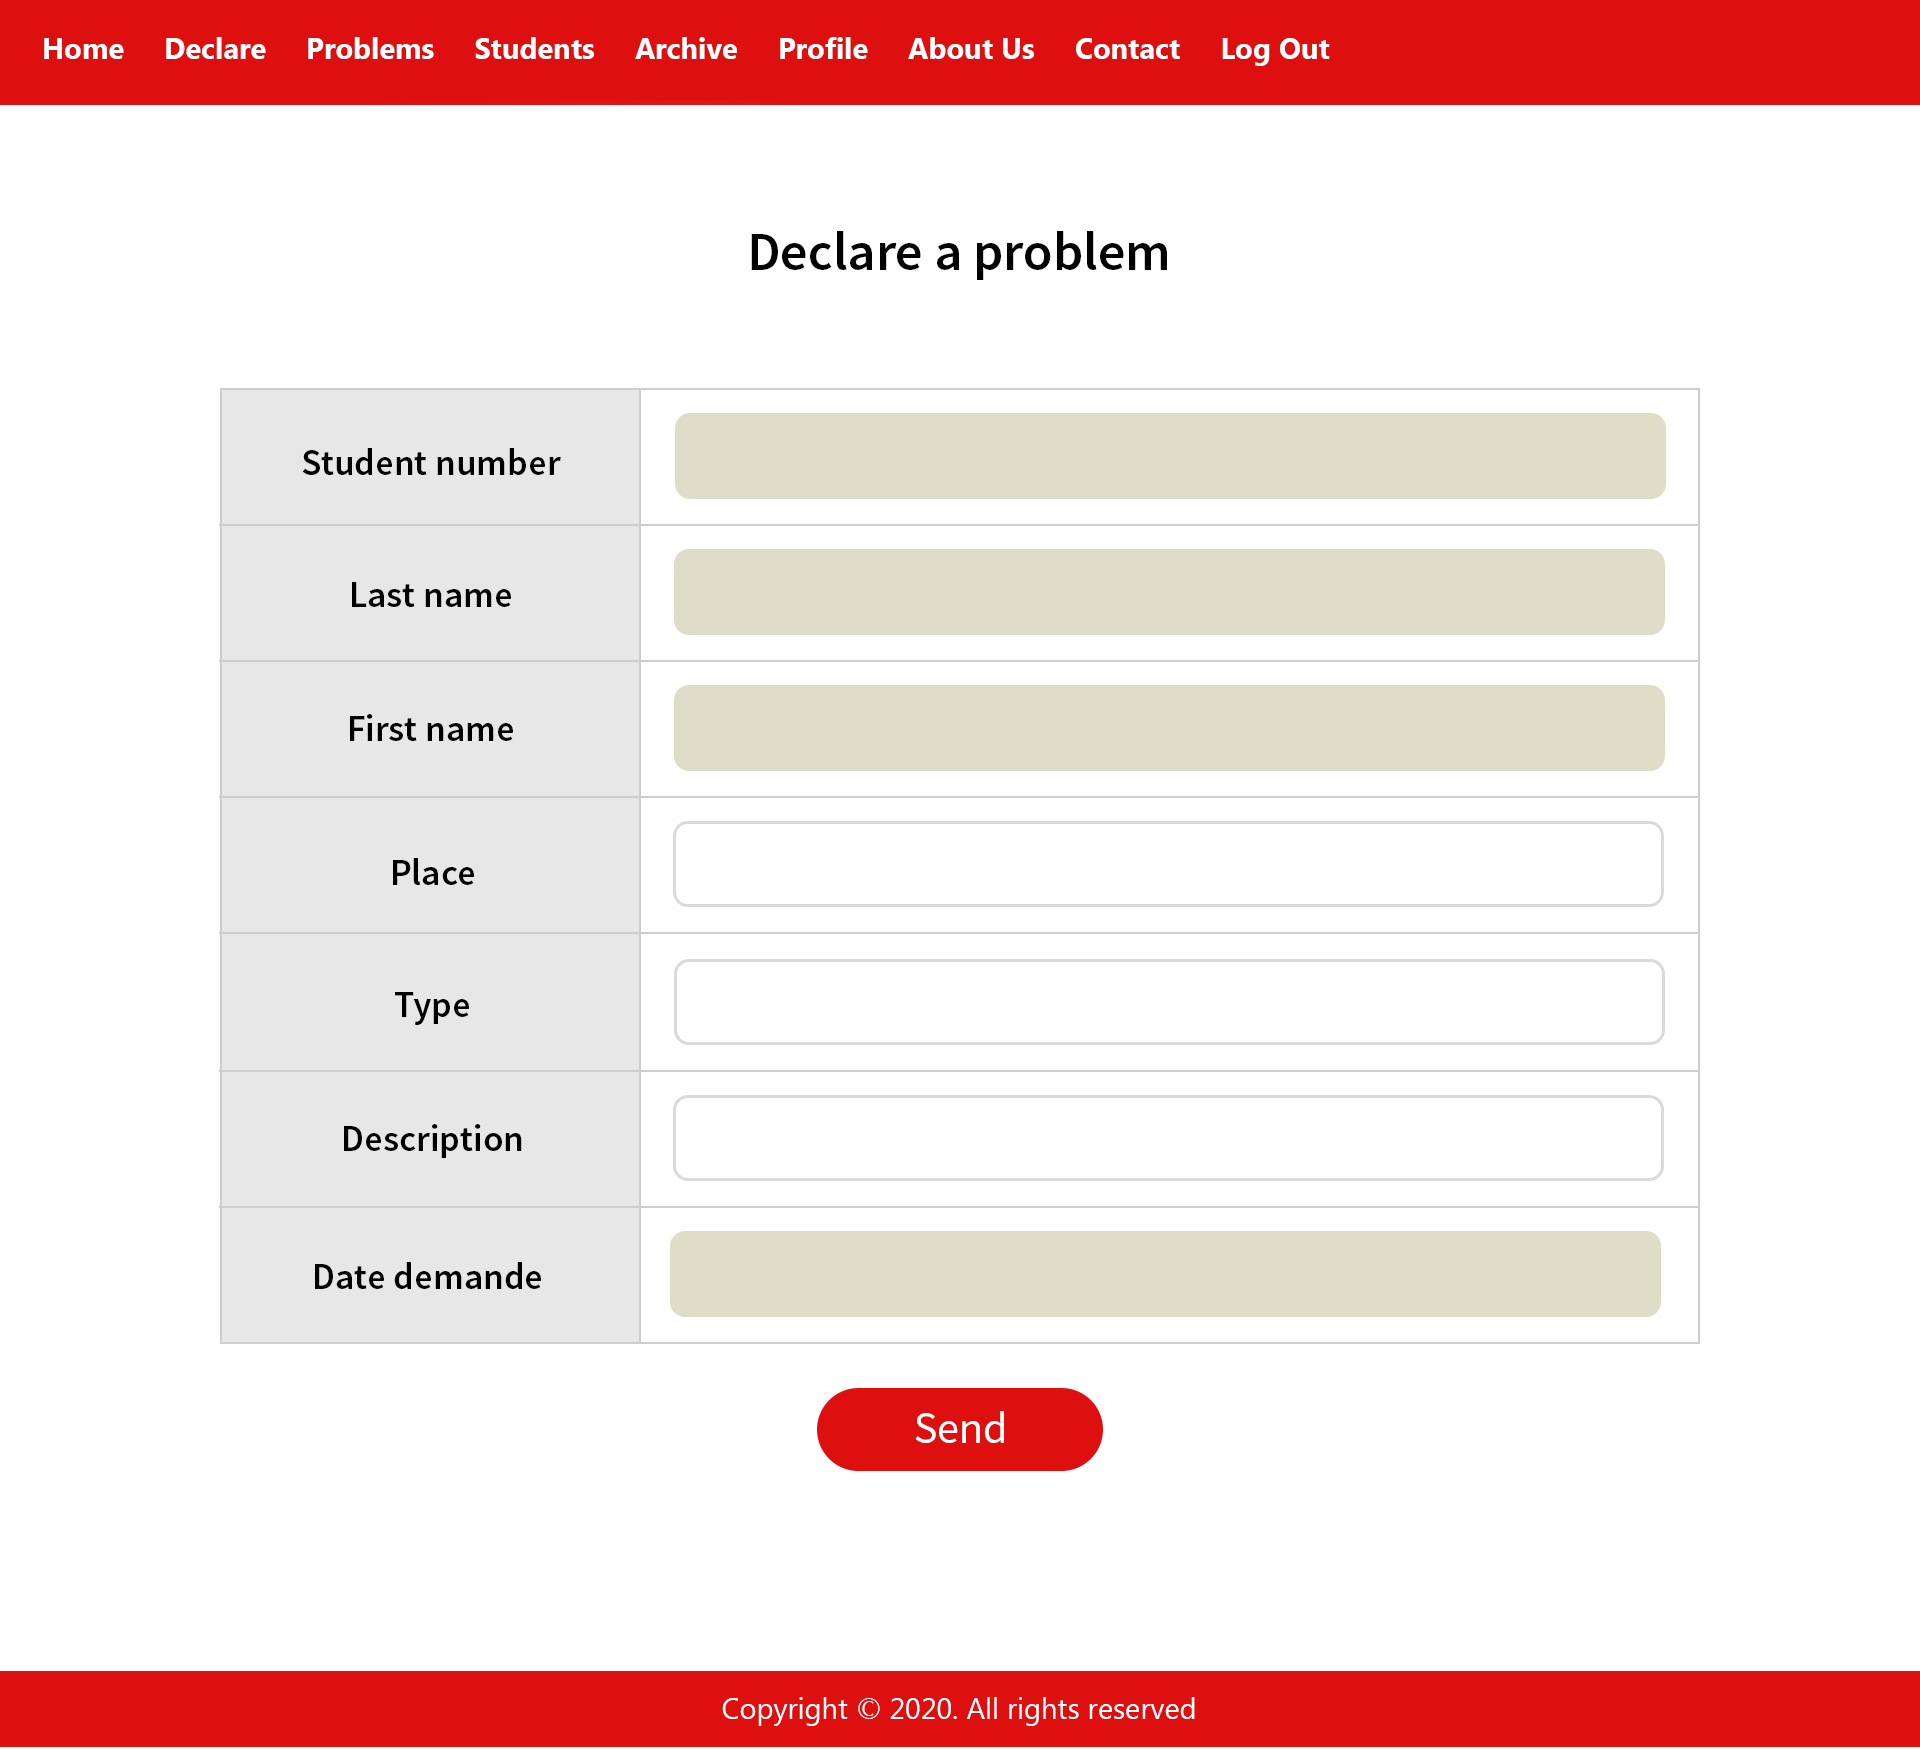 Home Declare Problems Students Archive Profile About Us Contact Log Out
Declare a problem
Student number
Last name
First name
Place
Type
Description
Date demande
Send
Copyright © 2020. All rights reserved